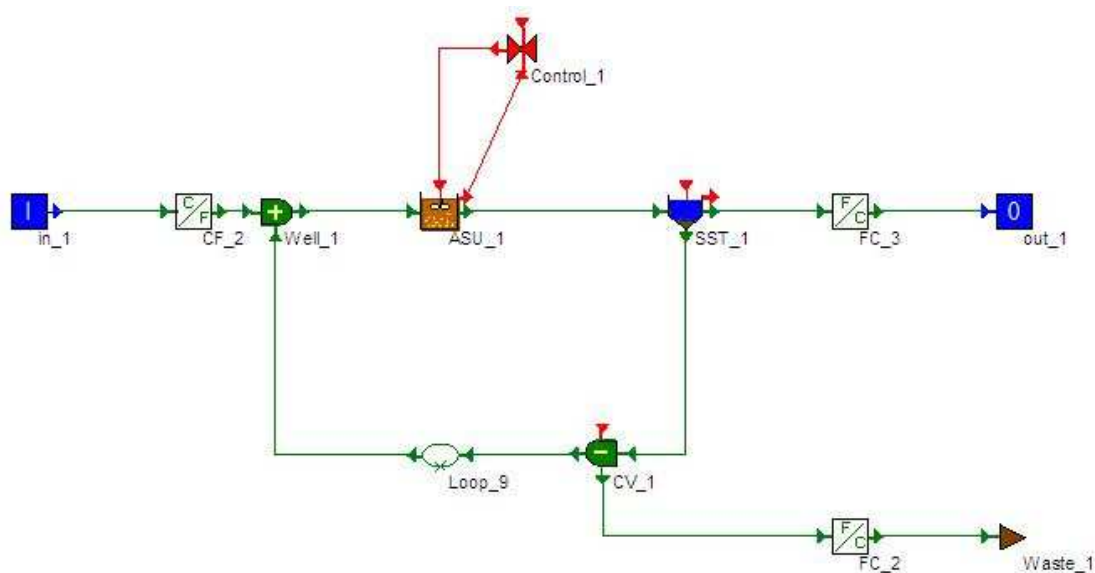 Control_1
I
C/F
+
0
in_1
CF_2
Well_1
ASU_1
SST_1
F/C
FC_3
out_1
−
Loop_9
CV_1
F/C
FC_2
Waste_1